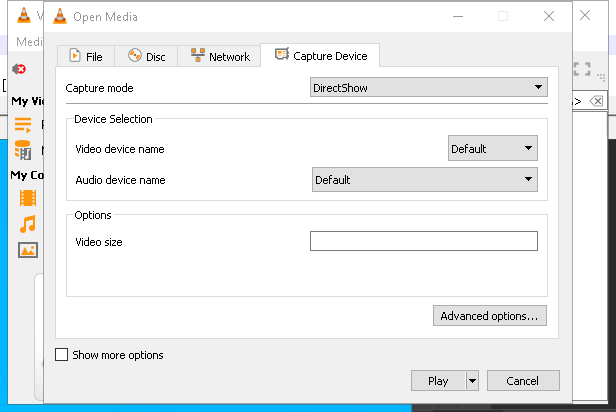 Open Media
Medi
File
Disc
Network
Capture Device
Capture mode
DirectShow
My Vi
Device Selection
Video device name
Default
Audio device name
Default
My Co
Options
Video size
Advanced options...
Show more options
Play
Cancel